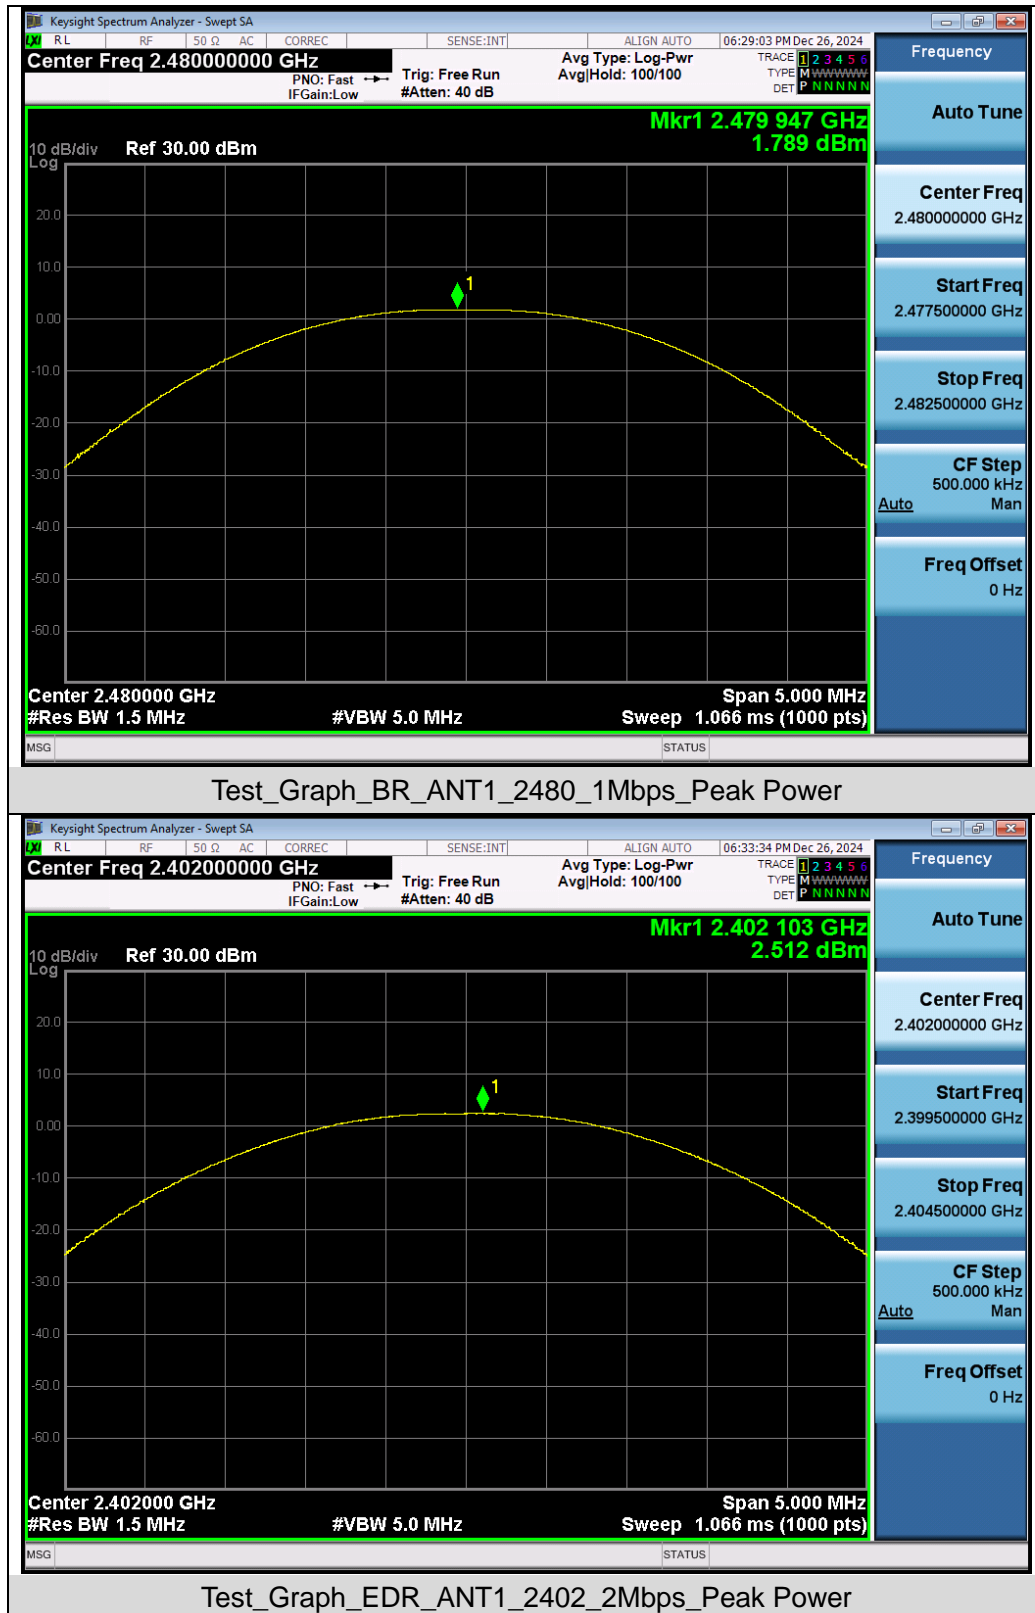 Keysight Spectrum Analyzer - Swept SA
LXI RL RF 50 Ω AC CORREC SENSE:INT ALIGN AUTO 06:29:03 PM Dec 26, 2024
Center Freq 2.480000000 GHz
PNO: Fast
IFGain:Low
Trig: Free Run
#Atten: 40 dB
Avg Type: Log-Pwr
Avg|Hold: 100/100
TRACE 1 2 3 4 5 6
TYPE M WWWWW
DET P N N N N N
Mkr1 2.479 947 GHz
1.789 dBm
10 dB/div Ref 30.00 dBm
Log
20.0
10.0
1
0.00
-10.0
-20.0
-30.0
-40.0
-50.0
-60.0
Center 2.480000 GHz Span 5.000 MHz
#Res BW 1.5 MHz #VBW 5.0 MHz Sweep 1.066 ms (1000 pts)
MSG STATUS
Frequency
Auto Tune
Center Freq
2.480000000 GHz
Start Freq
2.477500000 GHz
Stop Freq
2.482500000 GHz
CF Step
500.000 kHz
Auto Man
Freq Offset
0 Hz
Test_Graph_BR_ANT1_2480_1Mbps_Peak Power
Keysight Spectrum Analyzer - Swept SA
LXI RL RF 50 Ω AC CORREC SENSE:INT ALIGN AUTO 06:33:34 PM Dec 26, 2024
Center Freq 2.402000000 GHz
PNO: Fast
IFGain:Low
Trig: Free Run
#Atten: 40 dB
Avg Type: Log-Pwr
Avg|Hold: 100/100
TRACE 1 2 3 4 5 6
TYPE M WWWWW
DET P N N N N N
Mkr1 2.402 103 GHz
2.512 dBm
10 dB/div Ref 30.00 dBm
Log
20.0
10.0
1
0.00
-10.0
-20.0
-30.0
-40.0
-50.0
-60.0
Center 2.402000 GHz Span 5.000 MHz
#Res BW 1.5 MHz #VBW 5.0 MHz Sweep 1.066 ms (1000 pts)
MSG STATUS
Frequency
Auto Tune
Center Freq
2.402000000 GHz
Start Freq
2.399500000 GHz
Stop Freq
2.404500000 GHz
CF Step
500.000 kHz
Auto Man
Freq Offset
0 Hz
Test_Graph_EDR_ANT1_2402_2Mbps_Peak Power